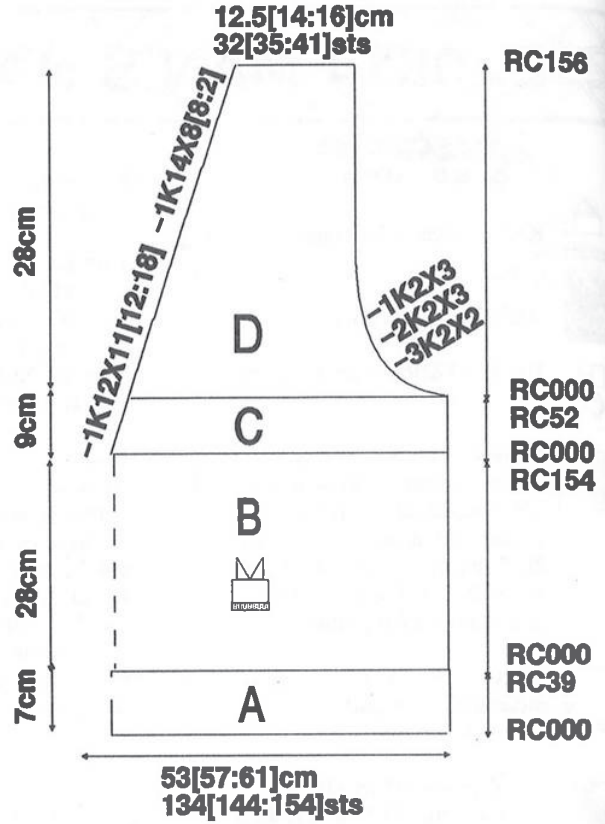 12.5[14:16]cm
32[35:41]sts
RC156
-1K14X8[8:2]
-1K12X11[12:18]
28cm
-1K2X3
-2K2X3
-3K2X2
D
RC000
RC52
9cm
C
RC000
RC154
B
28cm
RC000
RC39
7cm
A
RC000
53[57:61]cm
134[144:154]sts